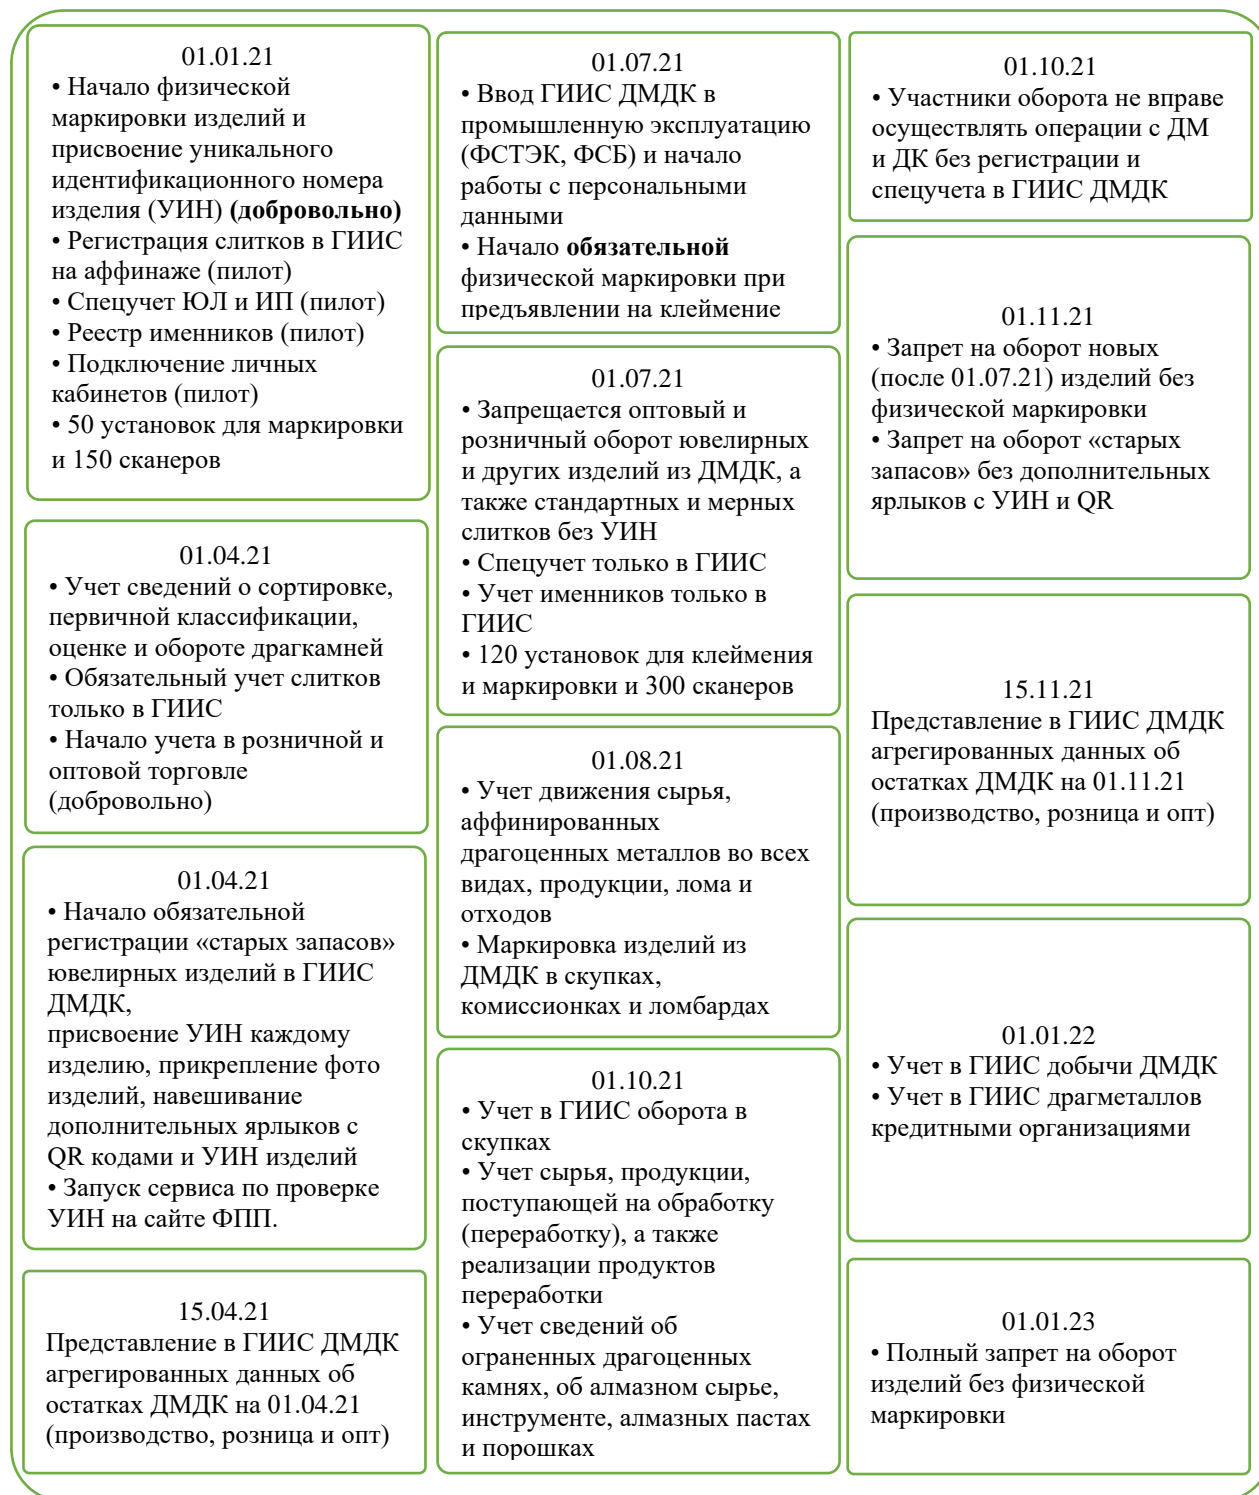 01.01.21
• Начало физической
маркировки изделий и
присвоение уникального
идентификационного номера
изделия (УИН) (добровольно)
• Регистрация слитков в ГИИС
на аффинаже (пилот)
• Спецучет ЮЛ и ИП (пилот)
• Реестр именников (пилот)
• Подключение личных
кабинетов (пилот)
• 50 установок для маркировки
и 150 сканеров
01.04.21
• Учет сведений о сортировке,
первичной классификации,
оценке и обороте драгкамней
• Обязательный учет слитков
только в ГИИС
• Начало учета в розничной и
оптовой торговле
(добровольно)
01.04.21
• Начало обязательной
регистрации «старых запасов»
ювелирных изделий в ГИИС
ДМДК,
присвоение УИН каждому
изделию, прикрепление фото
изделий, навешивание
дополнительных ярлыков с
QR кодами и УИН изделий
• Запуск сервиса по проверке
УИН на сайте ФПП.
15.04.21
Представление в ГИИС ДМДК
агрегированных данных об
остатках ДМДК на 01.04.21
(производство, розница и опт)
01.07.21
• Ввод ГИИС ДМДК в
промышленную эксплуатацию
(ФСТЭК, ФСБ) и начало
работы с персональными
данными
• Начало обязательной
физической маркировки при
предъявлении на клеймение
01.07.21
• Запрещается оптовый и
розничный оборот ювелирных
и других изделий из ДМДК, а
также стандартных и мерных
слитков без УИН
• Спецучет только в ГИИС
• Учет именников только в
ГИИС
• 120 установок для клеймения
и маркировки и 300 сканеров
01.08.21
• Учет движения сырья,
аффинированных
драгоценных металлов во всех
видах, продукции, лома и
отходов
• Маркировка изделий из
ДМДК в скупках,
комиссионках и ломбардах
01.10.21
• Учет в ГИИС оборота в
скупках
• Учет сырья, продукции,
поступающей на обработку
(переработку), а также
реализации продуктов
переработки
• Учет сведений об
ограненных драгоценных
камнях, об алмазном сырье,
инструменте, алмазных пастах
и порошках
01.10.21
• Участники оборота не вправе
осуществлять операции с ДМ
и ДК без регистрации и
спецучета в ГИИС ДМДК
01.11.21
• Запрет на оборот новых
(после 01.07.21) изделий без
физической маркировки
• Запрет на оборот «старых
запасов» без дополнительных
ярлыков с УИН и QR
15.11.21
Представление в ГИИС ДМДК
агрегированных данных об
остатках ДМДК на 01.11.21
(производство, розница и опт)
01.01.22
• Учет в ГИИС добычи ДМДК
• Учет в ГИИС драгметаллов
кредитными организациями
01.01.23
• Полный запрет на оборот
изделий без физической
маркировки